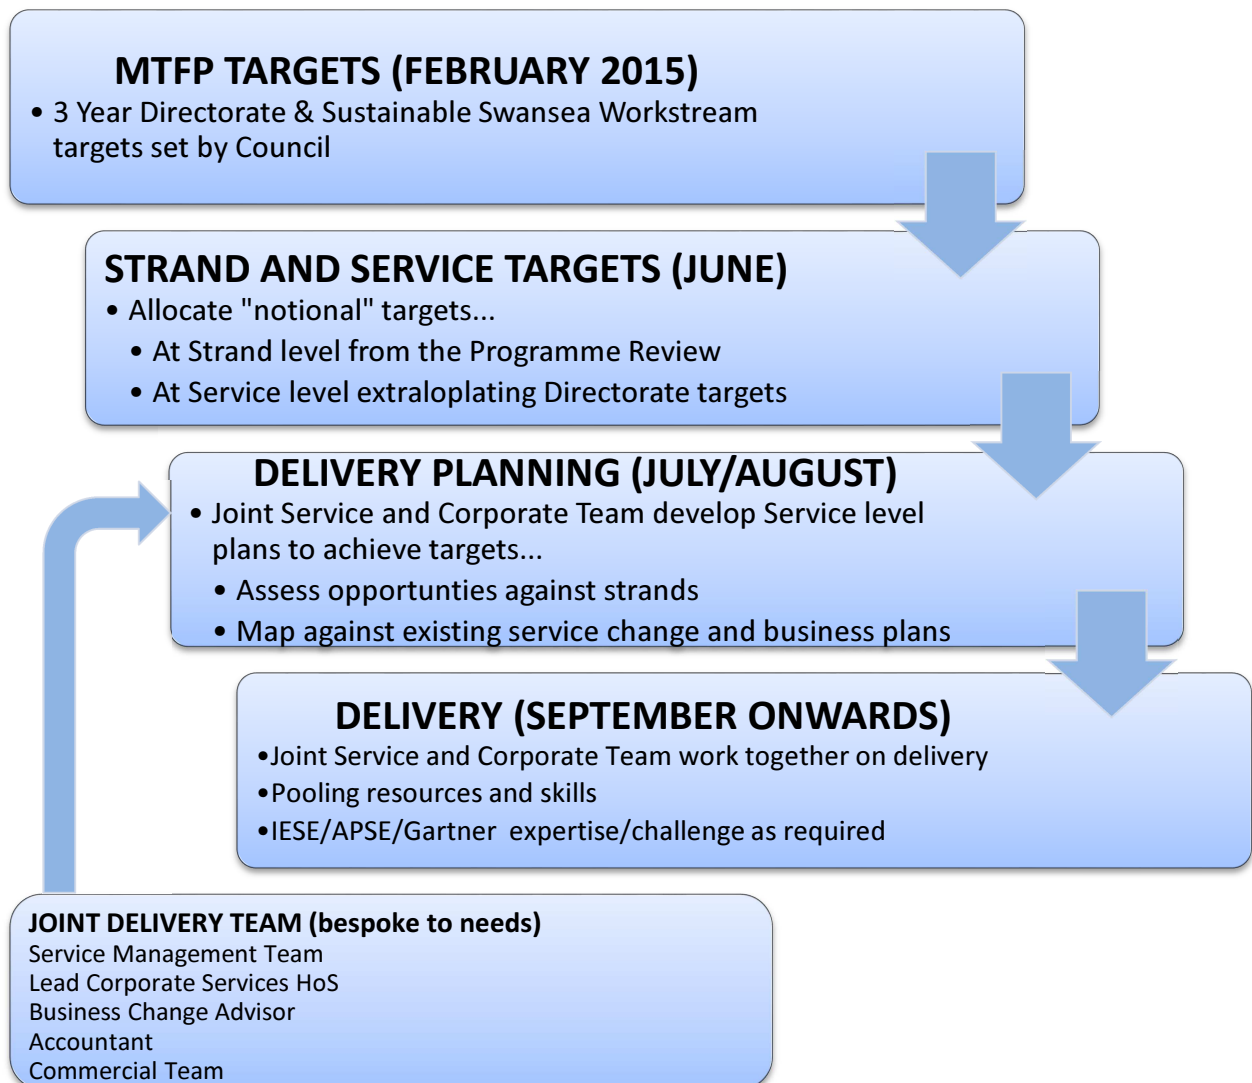 MTFP TARGETS (FEBRUARY 2015)
• 3 Year Directorate & Sustainable Swansea Workstream
targets set by Council
STRAND AND SERVICE TARGETS (JUNE)
• Allocate "notional" targets...
• At Strand level from the Programme Review
• At Service level extraloplating Directorate targets
DELIVERY PLANNING (JULY/AUGUST)
• Joint Service and Corporate Team develop Service level
plans to achieve targets...
• Assess opportunties against strands
• Map against existing service change and business plans
DELIVERY (SEPTEMBER ONWARDS)
•Joint Service and Corporate Team work together on delivery
•Pooling resources and skills
•IESE/APSE/Gartner expertise/challenge as required
JOINT DELIVERY TEAM (bespoke to needs)
Service Management Team
Lead Corporate Services HoS
Business Change Advisor
Accountant
Commercial Team